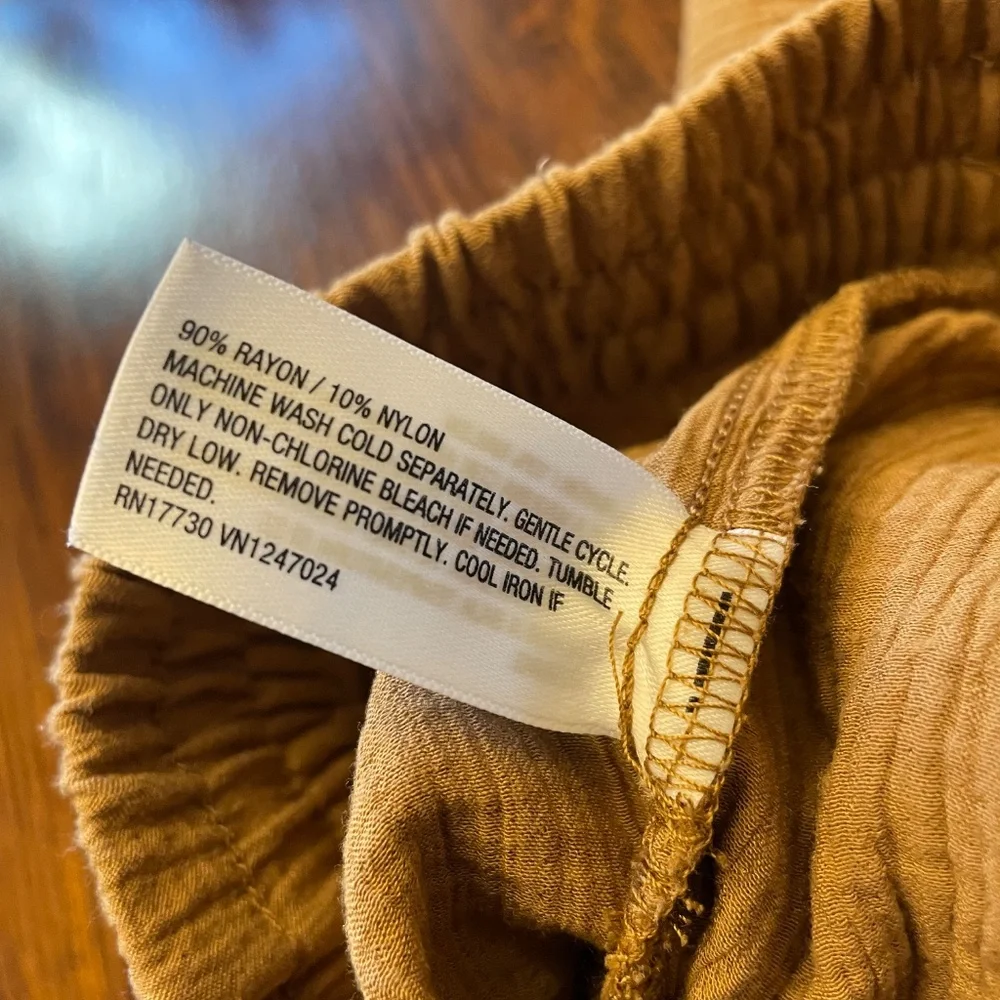 90% RAYON / 10% NYLON
MACHINE WASH COLD SEPARATELY. GENTLE CYCLE.
ONLY NON-CHLORINE BLEACH IF NEEDED. TUMBLE
DRY LOW. REMOVE PROMPTLY. COOL IRON IF
NEEDED.
RN17730 VN1247024